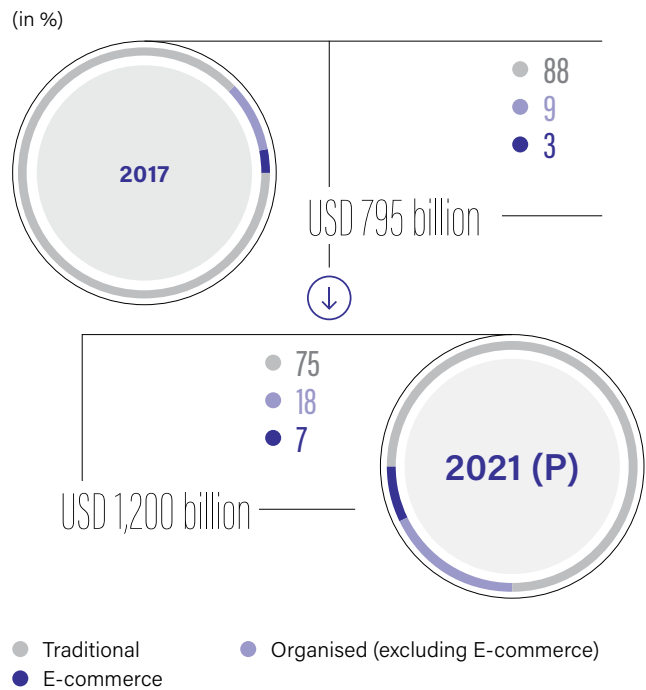 (in %)
2017
88
9
3
USD 795 billion
75
18
7
2021 (P)
USD 1,200 billion
Traditional
Organised (excluding E-commerce)
E-commerce